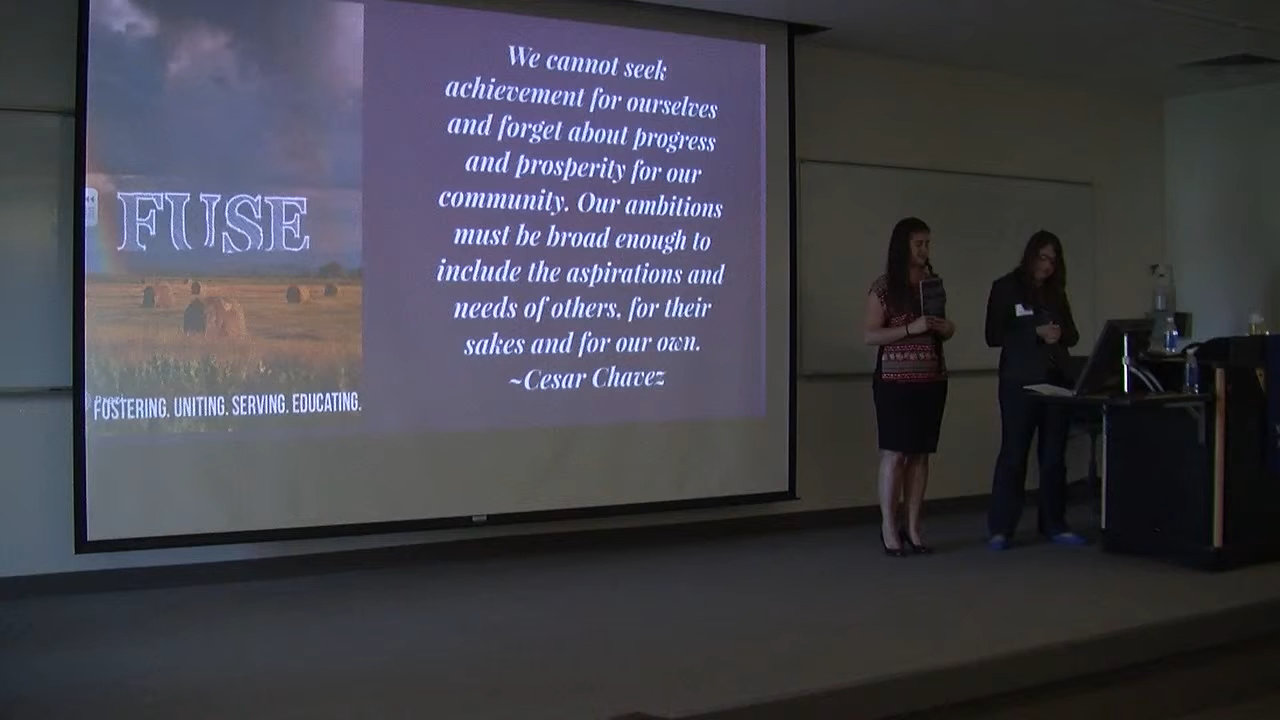 FUSE
FOSTERING. UNITING. SERVING. EDUCATING.
We cannot seek
achievement for ourselves
and forget about progress
and prosperity for our
community. Our ambitions
must be broad enough to
include the aspirations and
needs of others, for their
sakes and for our own.
~Cesar Chavez